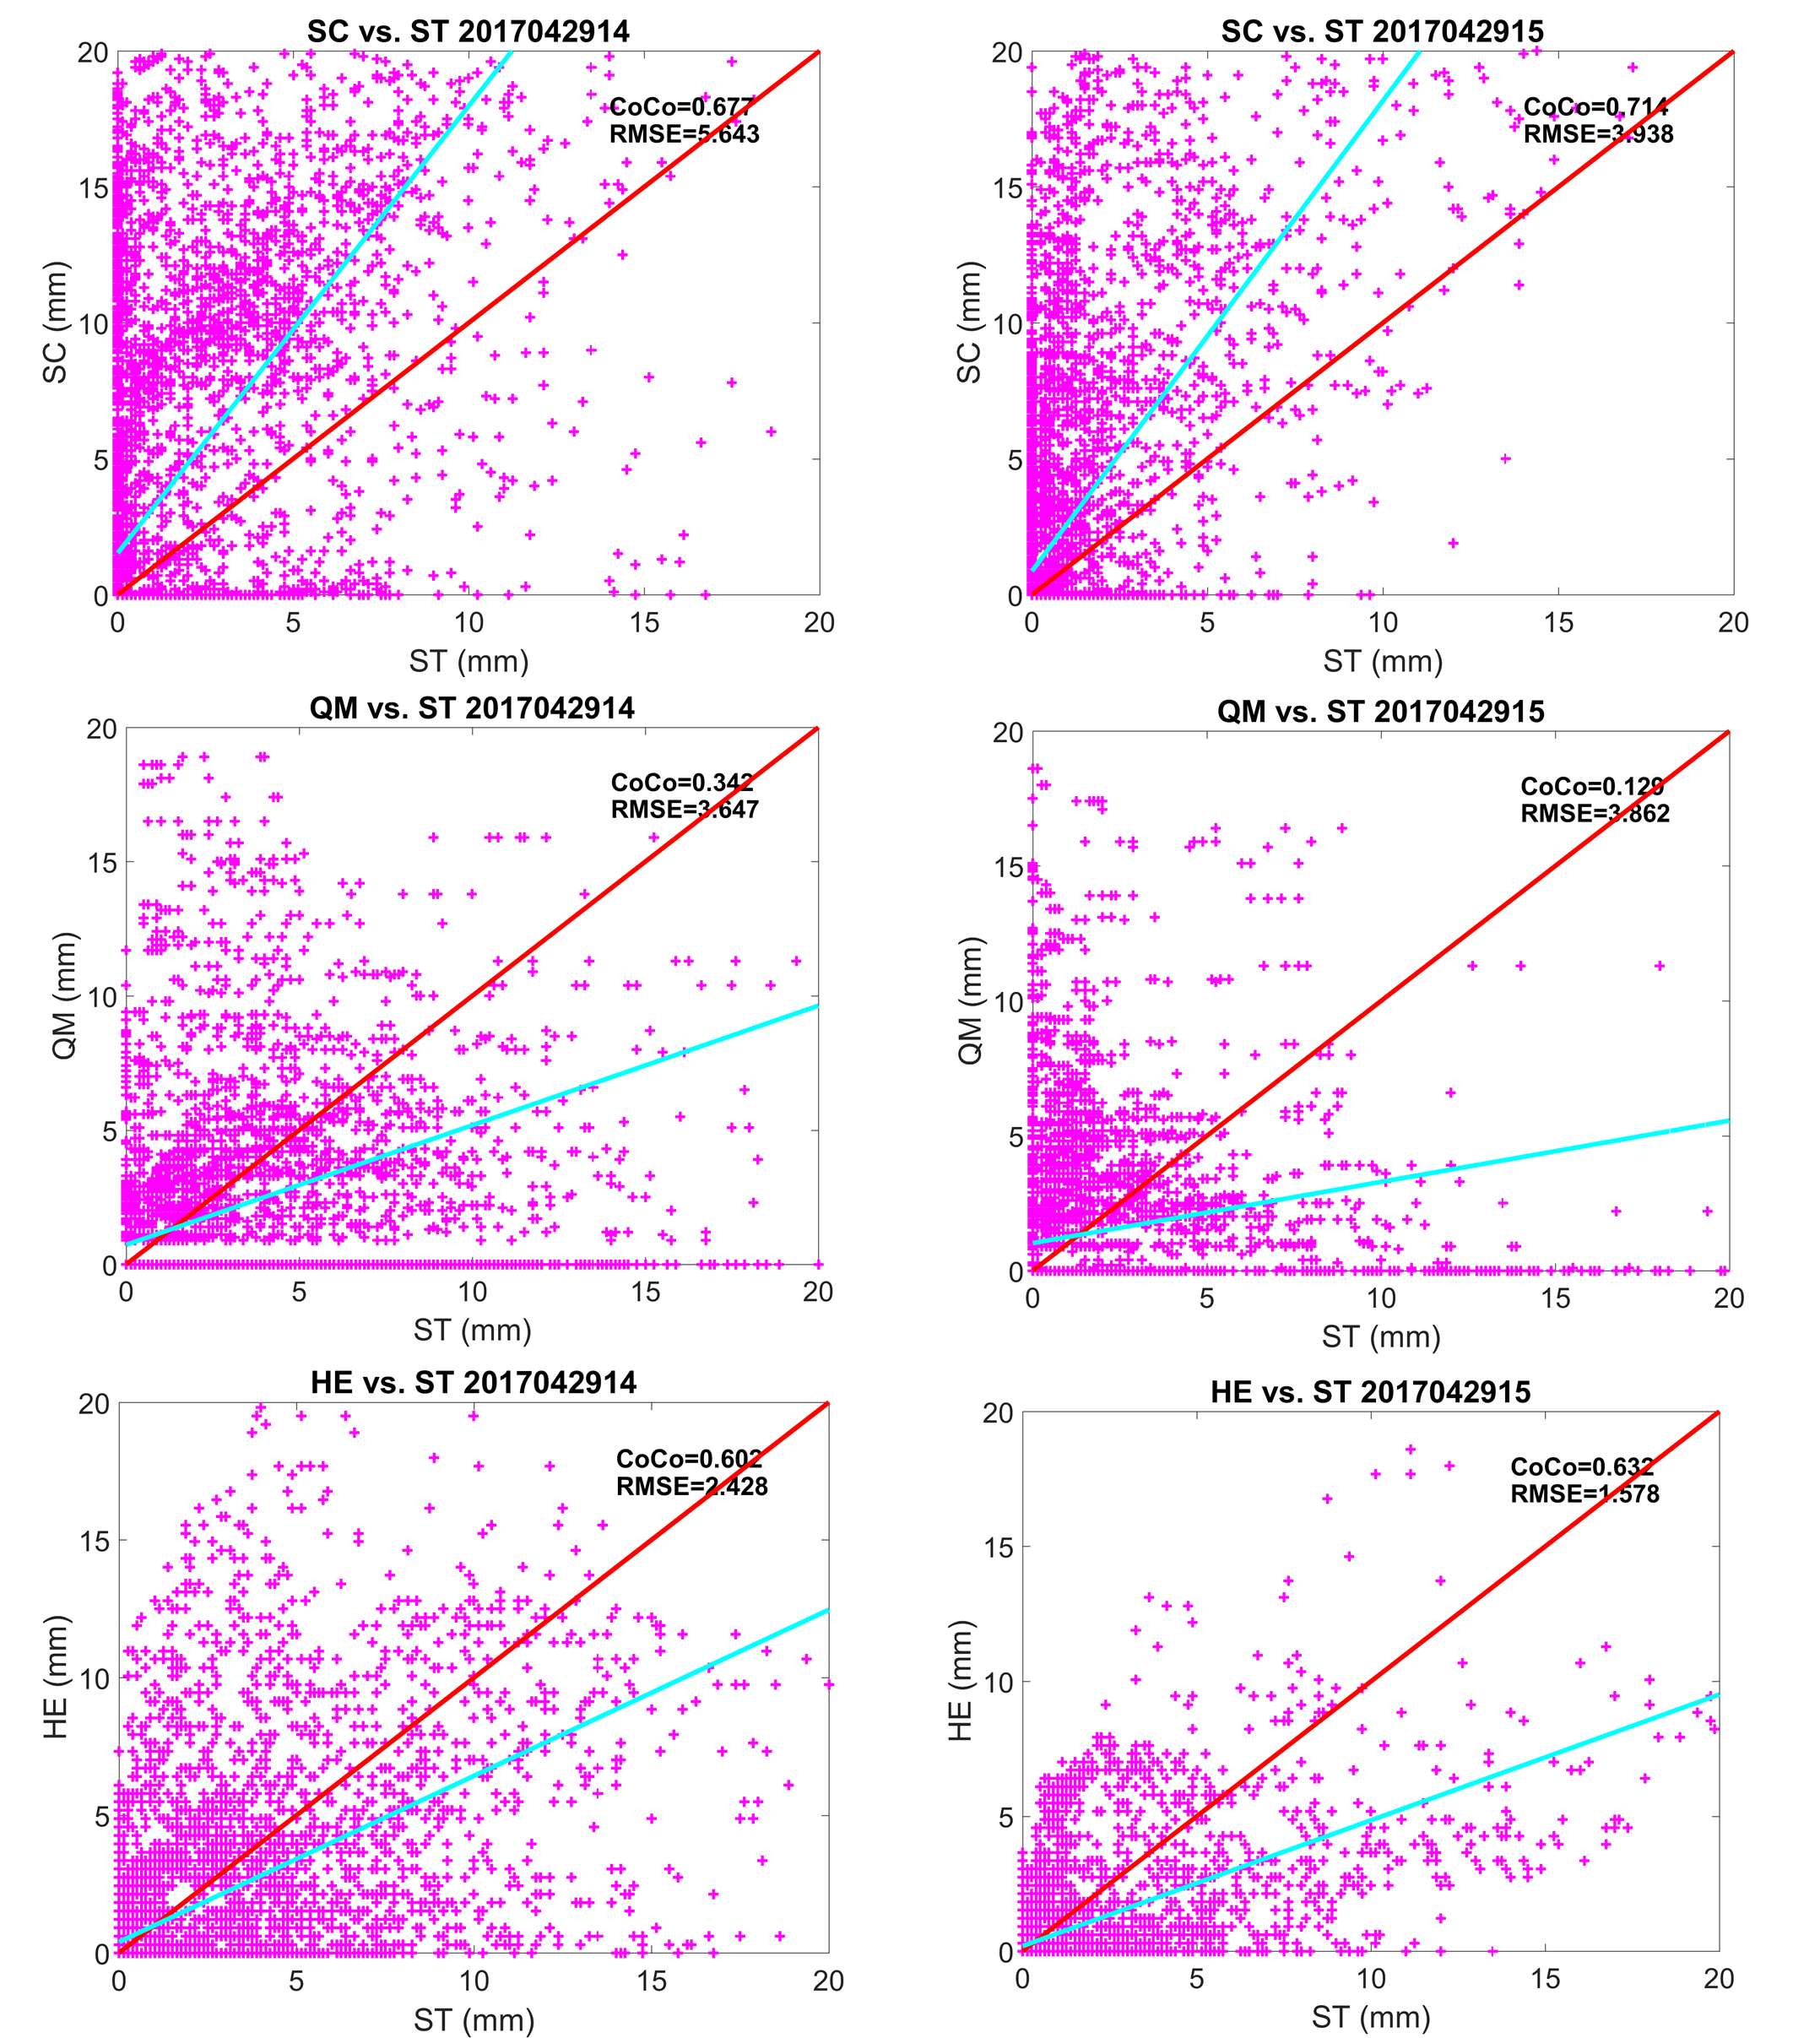 SC vs. ST 2017042914
20
15
10
5
0
SC (mm)
CoCo=0.677
RMSE=5.643
0 5 10 15 20
ST (mm)
SC vs. ST 2017042915
20
15
10
5
0
SC (mm)
CoCo=0.714
RMSE=3.938
0 5 10 15 20
ST (mm)
QM vs. ST 2017042914
20
15
10
5
0
QM (mm)
CoCo=0.342
RMSE=3.647
0 5 10 15 20
ST (mm)
QM vs. ST 2017042915
20
15
10
5
0
QM (mm)
CoCo=0.129
RMSE=3.862
0 5 10 15 20
ST (mm)
HE vs. ST 2017042914
20
15
10
5
0
HE (mm)
CoCo=0.602
RMSE=2.428
0 5 10 15 20
ST (mm)
HE vs. ST 2017042915
20
15
10
5
0
HE (mm)
CoCo=0.632
RMSE=1.578
0 5 10 15 20
ST (mm)